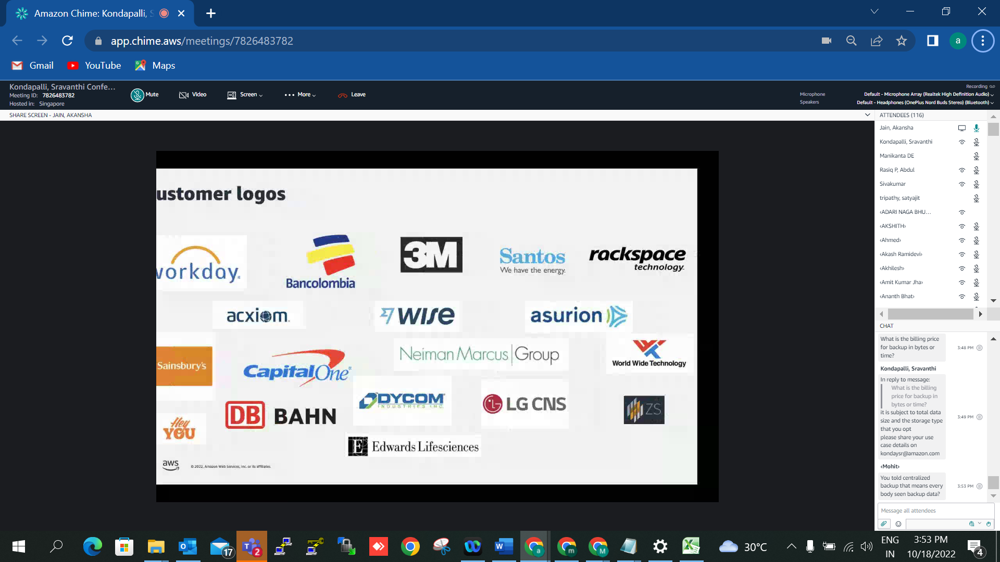 Amazon Chime: Kondapalli, S
app.chime.aws/meetings/7826483782
a
Gmail
YouTube
Maps
Kondapalli, Sravanthi Confe...
Meeting ID: 7826483782
Hosted in: Singapore
Mute
Video
Screen
More
Leave
Recording
Microphone
Default - Microphone Array (Realtek High Definition Audio)
Speakers
Default - Headphones (OnePlus Nord Buds Stereo) (Bluetooth)
SHARE SCREEN - JAIN, AKANSHA
ustomer logos
workday.
Bancolombia
3M
Santos
We have the energy.
rackspace
technology.
acxiom.
WISE
asurion
Sainsbury's
CapitalOne
Neiman Marcus | Group
World Wide Technology
DB BAHN
DYCOM
INDUSTRIES INC.
LG CNS
ZS
Hey
YOU
E Edwards Lifesciences
aws
© 2022, Amazon Web Services, Inc. or its affiliates.
ATTENDEES (116)
Jain, Akansha
Kondapalli, Sravanthi
Manikanta DE
Rasiq P, Abdul
Sivakumar
tripathy, satyajit
‹ADARI NAGA BHU...
‹AKSHITH›
‹Ahmed›
‹Akash Ramidevi›
‹Akhilesh›
‹Amit Kumar Jha›
‹Ananth Bhat›
CHAT
What is the billing price
for backup in bytes or
time?
3:48 PM
Kondapalli, Sravanthi
In reply to message:
What is the billing
price for backup in
bytes or time?
it is subject to total data
size and the storage type
that you opt
please share your use
case details on
kondaysr@amazon.com
3:49 PM
‹Mohit›
You told centralized
backup that means every
body seen backup data?
3:53 PM
Message all attendees
17
2
a
m
M
30°C
ENG
IN
3:53 PM
10/18/2022
4